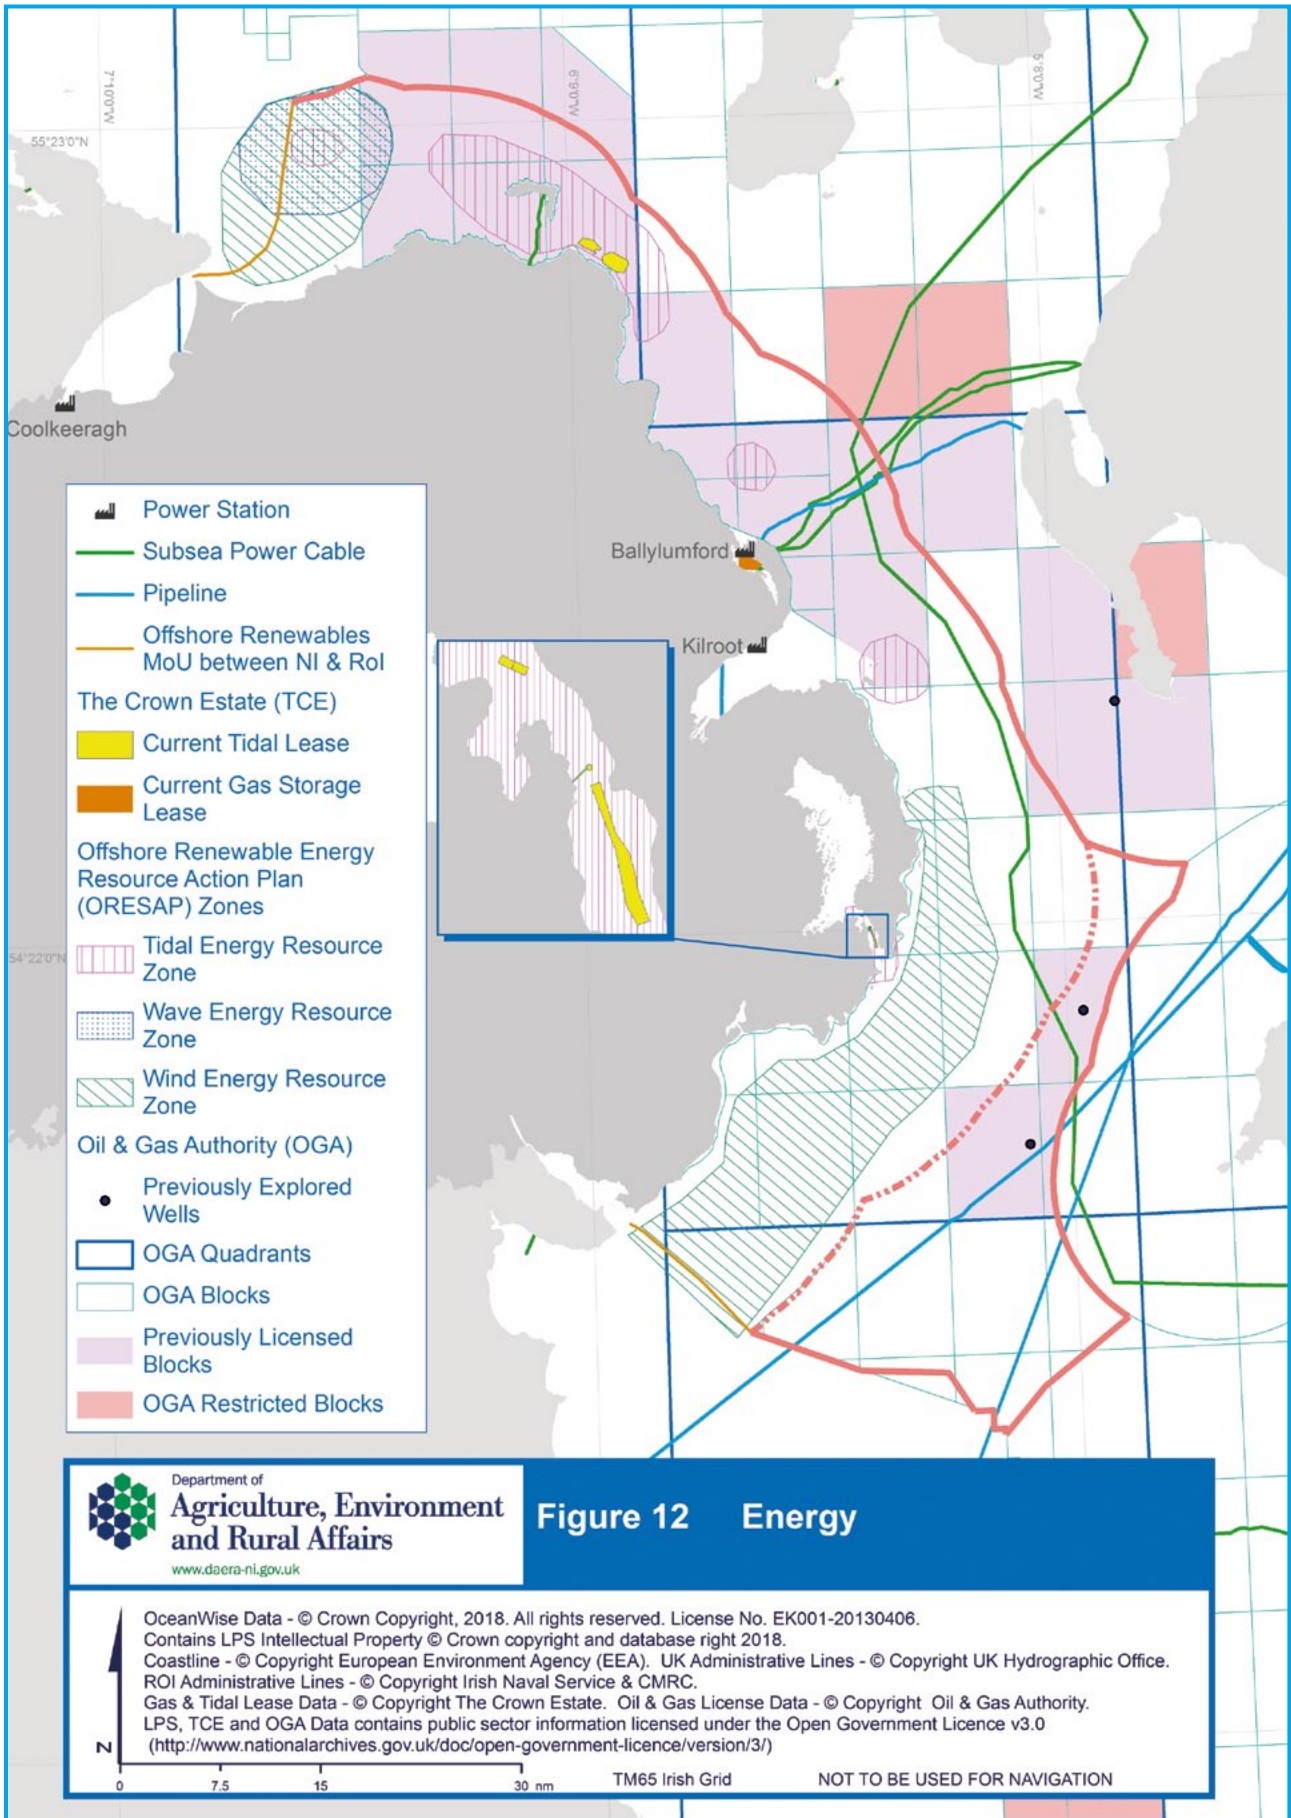 7°10'0"W
6°9'0"W
5°8'0"W
55°23'0"N
Coolkeeragh
Ballylumford
Kilroot
54°22'0"N
Power Station
Subsea Power Cable
Pipeline
Offshore Renewables
MoU between NI & RoI
The Crown Estate (TCE)
Current Tidal Lease
Current Gas Storage
Lease
Offshore Renewable Energy
Resource Action Plan
(ORESAP) Zones
Tidal Energy Resource
Zone
Wave Energy Resource
Zone
Wind Energy Resource
Zone
Oil & Gas Authority (OGA)
Previously Explored
Wells
OGA Quadrants
OGA Blocks
Previously Licensed
Blocks
OGA Restricted Blocks
Department of
Agriculture, Environment
and Rural Affairs
www.daera-ni.gov.uk
Figure 12 Energy
OceanWise Data - © Crown Copyright, 2018. All rights reserved. License No. EK001-20130406.
Contains LPS Intellectual Property © Crown copyright and database right 2018.
Coastline - © Copyright European Environment Agency (EEA). UK Administrative Lines - © Copyright UK Hydrographic Office.
ROI Administrative Lines - © Copyright Irish Naval Service & CMRC.
Gas & Tidal Lease Data - © Copyright The Crown Estate. Oil & Gas License Data - © Copyright Oil & Gas Authority.
LPS, TCE and OGA Data contains public sector information licensed under the Open Government Licence v3.0
(http://www.nationalarchives.gov.uk/doc/open-government-licence/version/3/)
N
0 7.5 15 30 nm
TM65 Irish Grid
NOT TO BE USED FOR NAVIGATION